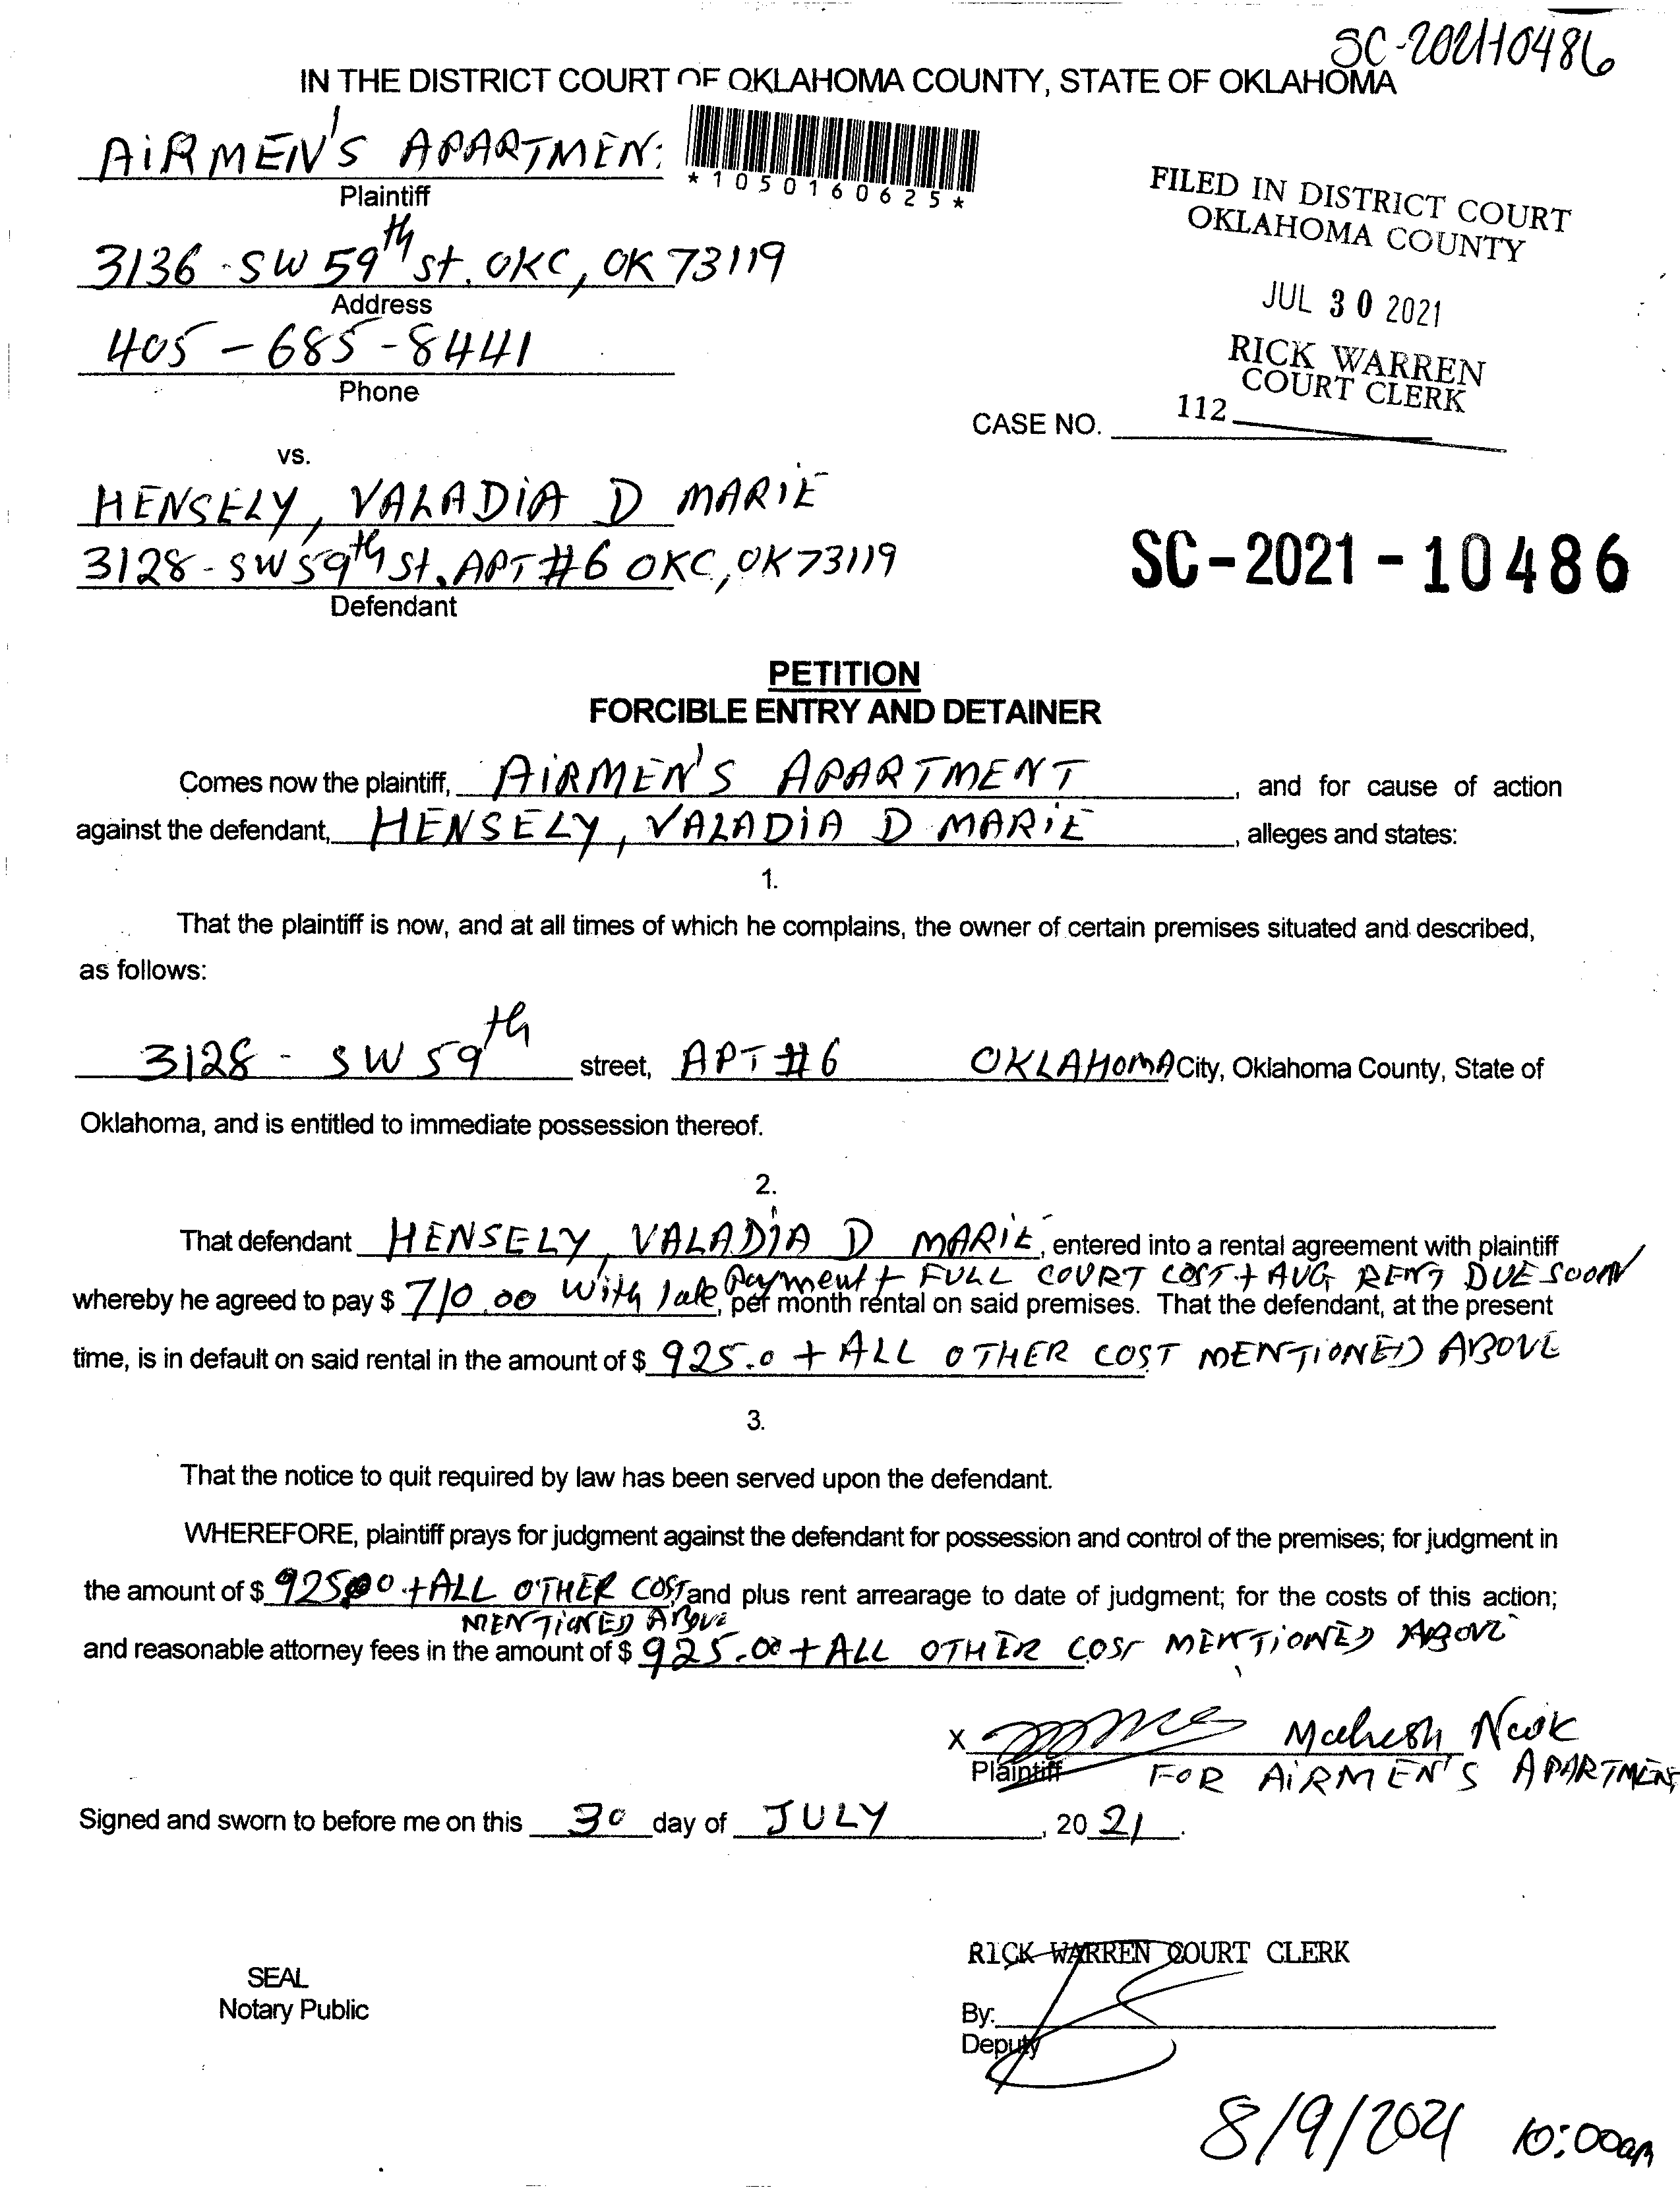 SC-2021-10486
IN THE DISTRICT COURT OF OKLAHOMA COUNTY, STATE OF OKLAHOMA
AIRMEN'S APARTMEN
*1050160625*
Plaintiff
FILED IN DISTRICT COURT
OKLAHOMA COUNTY
3136 - SW 59th St. OKC, OK 73119
Address
JUL 30 2021
405-685-8441
Phone
RICK WARREN
COURT CLERK
CASE NO. 112
vs.
HENSELY, VALADIA D MARIE
3128 - SW 59th St. APT #6 OKC, OK 73119
Defendant
SC-2021-10486
PETITION
FORCIBLE ENTRY AND DETAINER
Comes now the plaintiff, AIRMEN'S APARTMENT, and for cause of action
against the defendant, HENSELY, VALADIA D MARIE, alleges and states:
1.
That the plaintiff is now, and at all times of which he complains, the owner of certain premises situated and described,
as follows:
3128 - SW 59th street, APT #6 OKLAHOMA City, Oklahoma County, State of
Oklahoma, and is entitled to immediate possession thereof.
2.
That defendant HENSELY, VALADIA D MARIE, entered into a rental agreement with plaintiff
whereby he agreed to pay $ 710.00 With late Payment + FULL COURT COST + AUG RENT DUE SOON, per month rental on said premises. That the defendant, at the present
time, is in default on said rental in the amount of $ 925.0 + ALL OTHER COST MENTIONED ABOVE
3.
That the notice to quit required by law has been served upon the defendant.
WHEREFORE, plaintiff prays for judgment against the defendant for possession and control of the premises; for judgment in
the amount of $ 925.00 + ALL OTHER COST and plus rent arrearage to date of judgment; for the costs of this action;
MENTIONED ABOVE
and reasonable attorney fees in the amount of $ 925.00 + ALL OTHER COST MENTIONED ABOVE
X Mahesh Naik
Plaintiff FOR AIRMEN'S APARTMENT
Signed and sworn to before me on this 30 day of JULY, 2021.
RICK WARREN COURT CLERK
SEAL
Notary Public
By:
Deputy
8/9/2021 10:00am